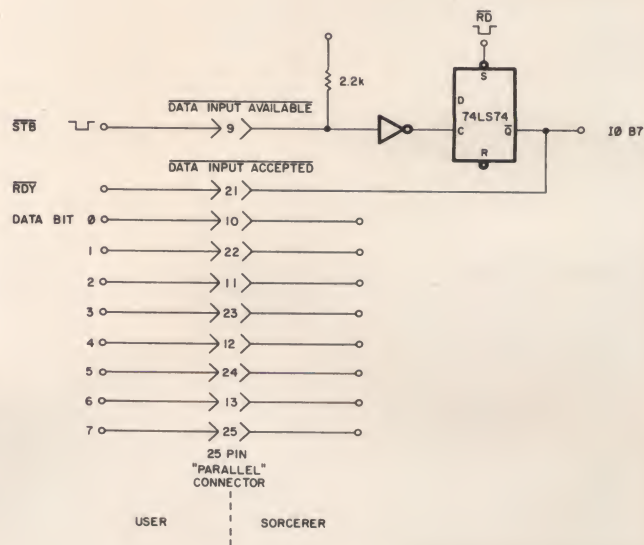 RD
2.2k
S
D
74LS74
C
Q
R
IØ B7
DATA INPUT AVAILABLE
STB
9
DATA INPUT ACCEPTED
RDY
21
DATA BIT Ø
10
1
22
2
11
3
23
4
12
5
24
6
13
7
25
25 PIN
"PARALLEL"
CONNECTOR
USER
SORCERER